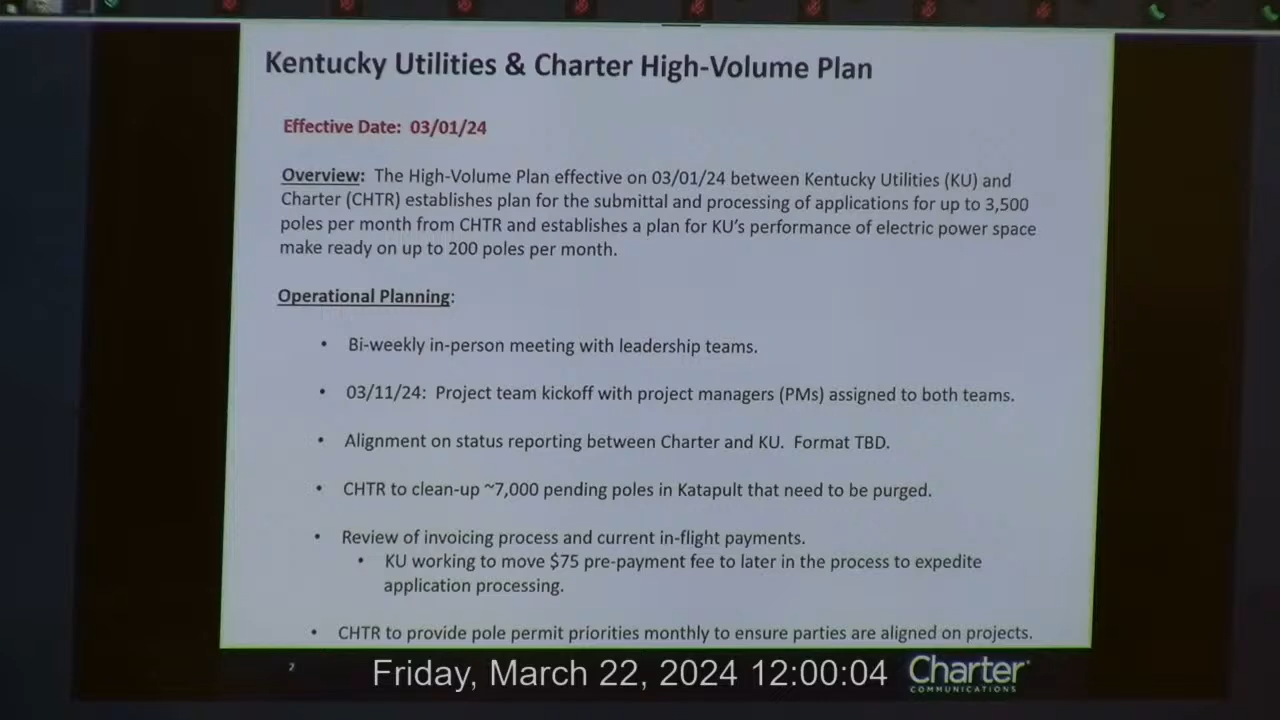 Kentucky Utilities & Charter High-Volume Plan
Effective Date: 03/01/24
Overview: The High-Volume Plan effective on 03/01/24 between Kentucky Utilities (KU) and
Charter (CHTR) establishes plan for the submittal and processing of applications for up to 3,500
poles per month from CHTR and establishes a plan for KU's performance of electric power space
make ready on up to 200 poles per month.
Operational Planning:
• Bi-weekly in-person meeting with leadership teams.
• 03/11/24: Project team kickoff with project managers (PMs) assigned to both teams.
• Alignment on status reporting between Charter and KU. Format TBD.
• CHTR to clean-up ~7,000 pending poles in Katapult that need to be purged.
• Review of invoicing process and current in-flight payments.
• KU working to move $75 pre-payment fee to later in the process to expedite
application processing.
• CHTR to provide pole permit priorities monthly to ensure parties are aligned on projects.
2
Friday, March 22, 2024 12:00:04
Charter
COMMUNICATIONS